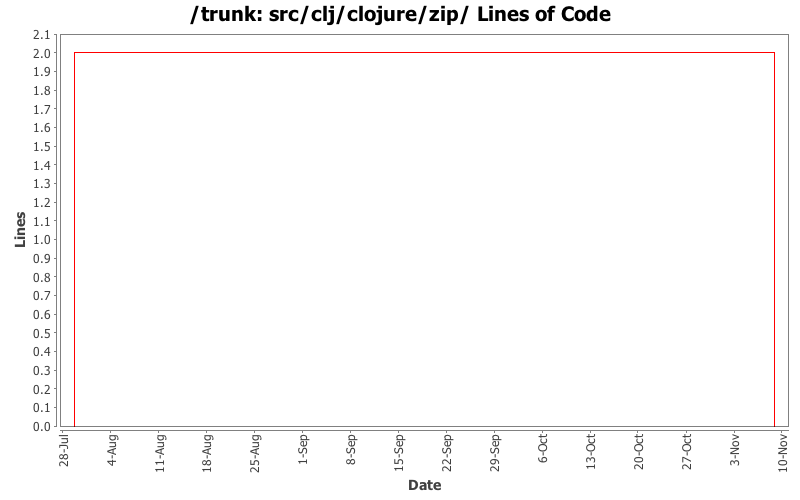 /trunk: src/clj/clojure/zip/ Lines of Code
2.1
2.0
1.9
1.8
1.7
1.6
1.5
1.4
1.3
1.2
1.1
1.0
0.9
0.8
0.7
0.6
0.5
0.4
0.3
0.2
0.1
0.0
Lines
28-Jul
4-Aug
11-Aug
18-Aug
25-Aug
1-Sep
8-Sep
15-Sep
22-Sep
29-Sep
6-Oct
13-Oct
20-Oct
27-Oct
3-Nov
10-Nov
Date